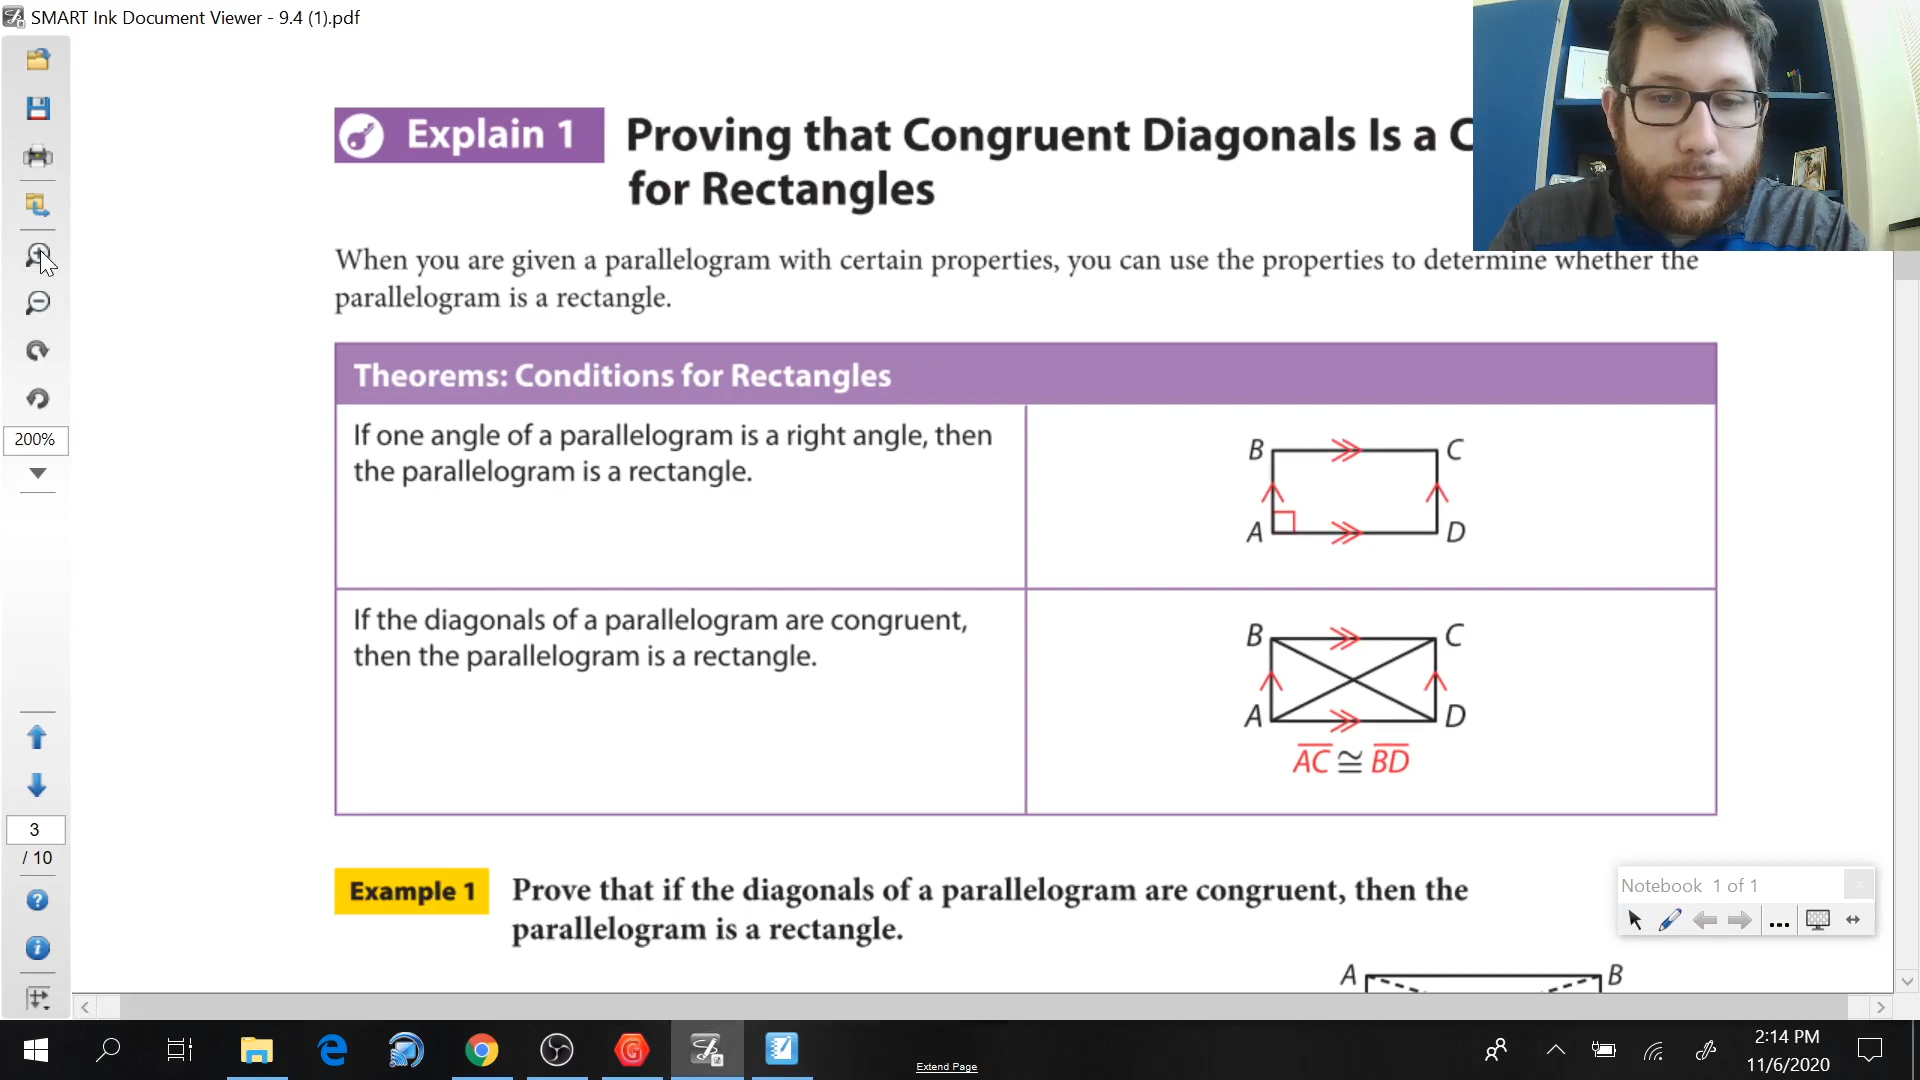 SMART Ink Document Viewer - 9.4 (1).pdf
Explain 1 Proving that Congruent Diagonals Is a C
for Rectangles
When you are given a parallelogram with certain properties, you can use the properties to determine whether the
parallelogram is a rectangle.
Theorems: Conditions for Rectangles
If one angle of a parallelogram is a right angle, then
the parallelogram is a rectangle.
B C
A D
If the diagonals of a parallelogram are congruent,
then the parallelogram is a rectangle.
B C
A D
AC ≅ BD
Example 1 Prove that if the diagonals of a parallelogram are congruent, then the
parallelogram is a rectangle.
A B
200%
3
/ 10
Notebook 1 of 1
Extend Page
2:14 PM
11/6/2020